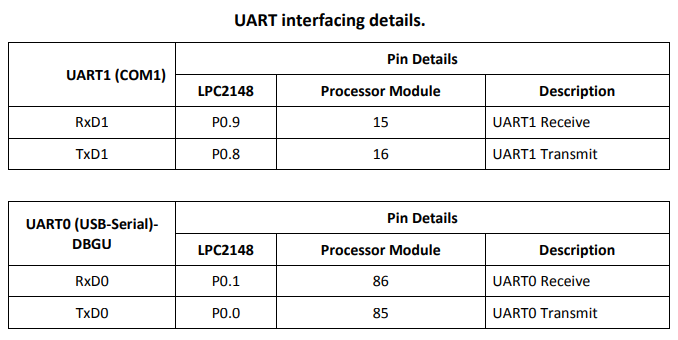 UART interfacing details.
UART1 (COM1) Pin Details
LPC2148 Processor Module Description
RxD1 P0.9 15 UART1 Receive
TxD1 P0.8 16 UART1 Transmit
UART0 (USB-Serial)-
DBGU
Pin Details
LPC2148 Processor Module Description
RxD0 P0.1 86 UART0 Receive
TxD0 P0.0 85 UART0 Transmit